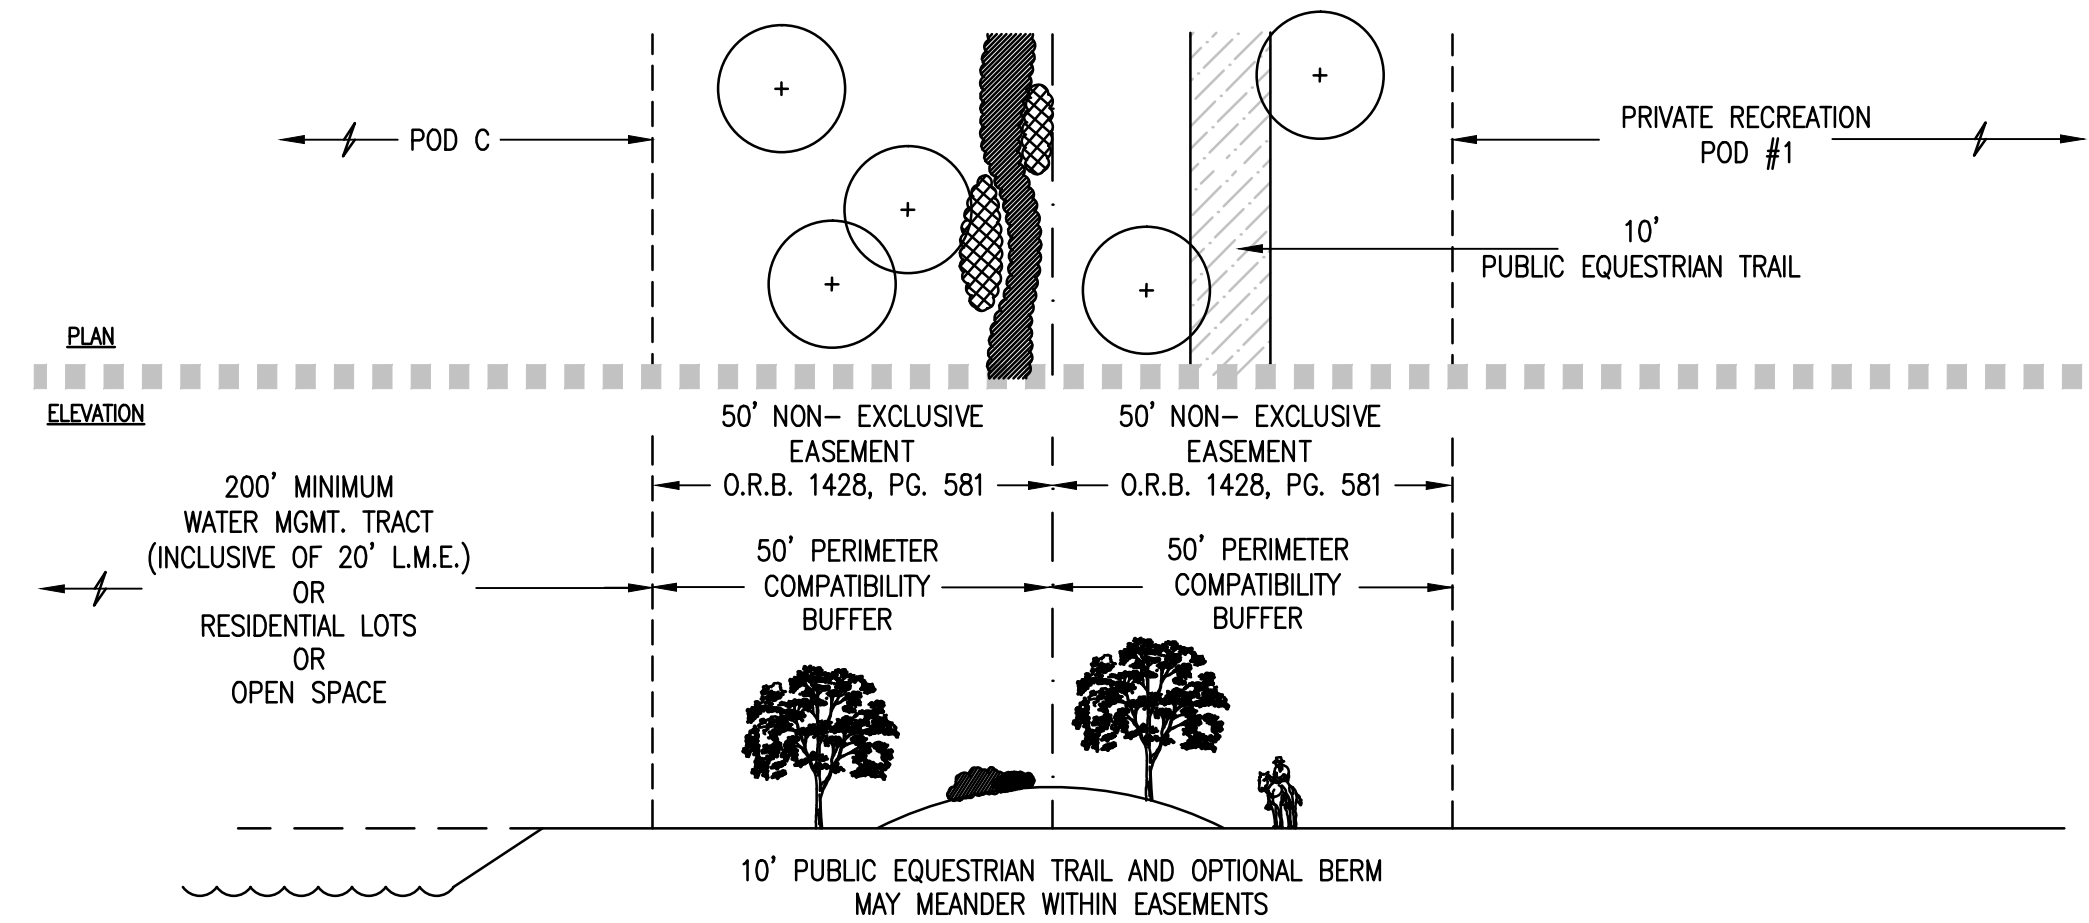 POD C
PRIVATE RECREATION
POD #1
10'
PUBLIC EQUESTRIAN TRAIL
PLAN
ELEVATION
50' NON- EXCLUSIVE
EASEMENT
O.R.B. 1428, PG. 581
50' NON- EXCLUSIVE
EASEMENT
O.R.B. 1428, PG. 581
200' MINIMUM
WATER MGMT. TRACT
(INCLUSIVE OF 20' L.M.E.)
OR
RESIDENTIAL LOTS
OR
OPEN SPACE
50' PERIMETER
COMPATIBILITY
BUFFER
50' PERIMETER
COMPATIBILITY
BUFFER
10' PUBLIC EQUESTRIAN TRAIL AND OPTIONAL BERM
MAY MEANDER WITHIN EASEMENTS